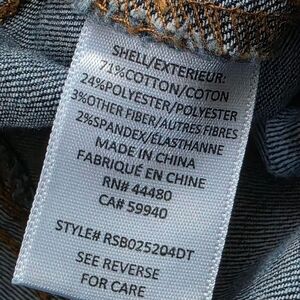 SHELL/EXTERIEUR:
71%COTTON/COTON
24%POLYESTER/POLYESTER
3%OTHER FIBER/AUTRES FIBRES
2%SPANDEX/ÉLASTHANNE
MADE IN CHINA
FABRIQUÉ EN CHINE
RN# 44480
CA# 59940
STYLE# RSB025204DT
SEE REVERSE
FOR CARE